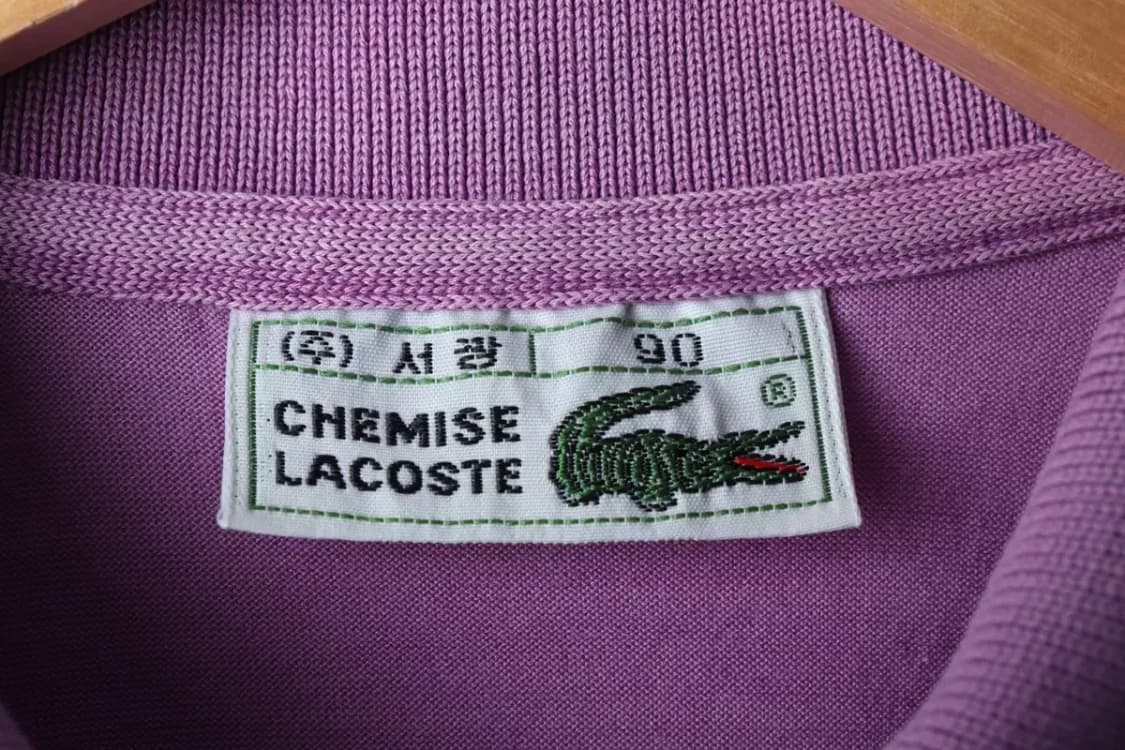 (주) 서광 90
CHEMISE
LACOSTE
®